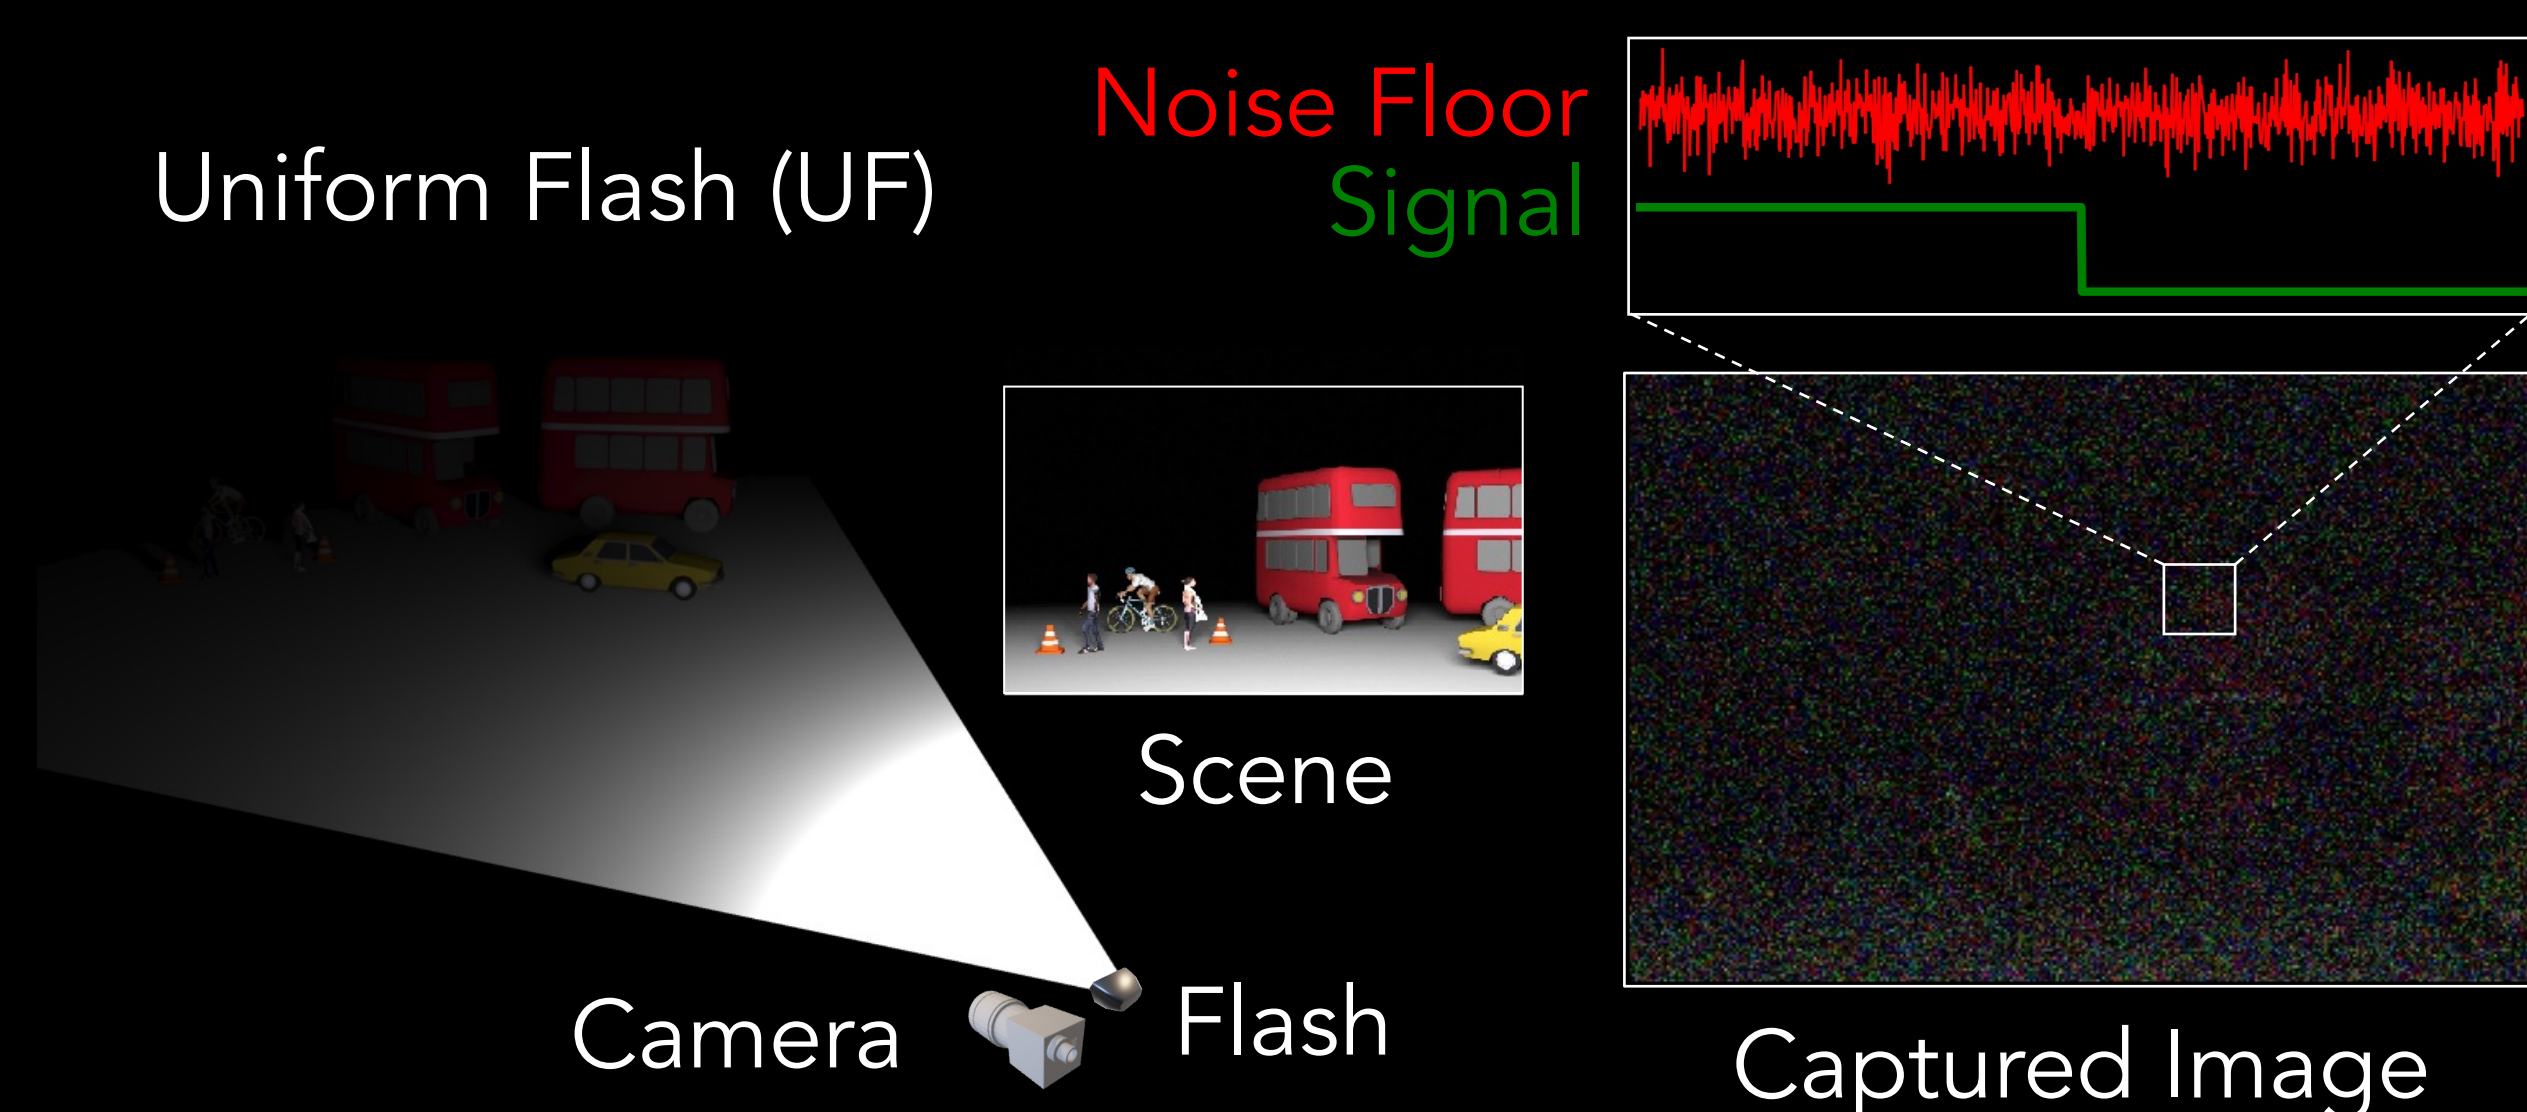 Uniform Flash (UF)
Noise Floor
Signal
Scene
Camera
Flash
Captured Image